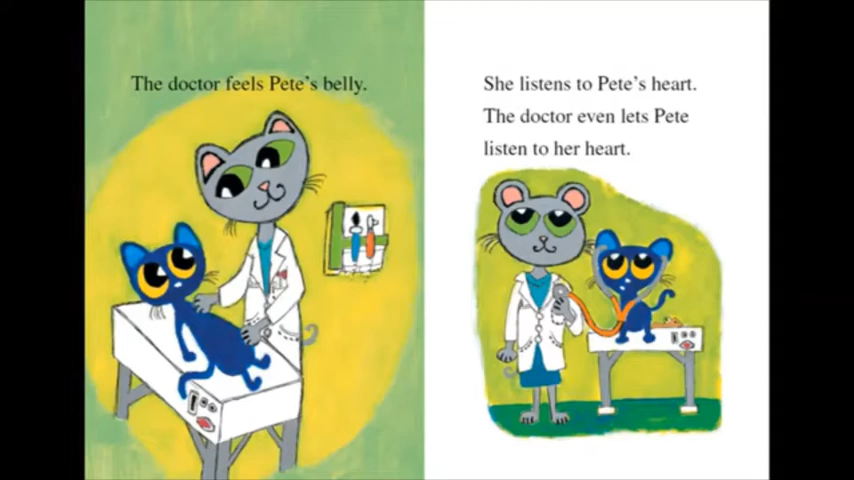 The doctor feels Pete's belly.
She listens to Pete's heart.
The doctor even lets Pete
listen to her heart.